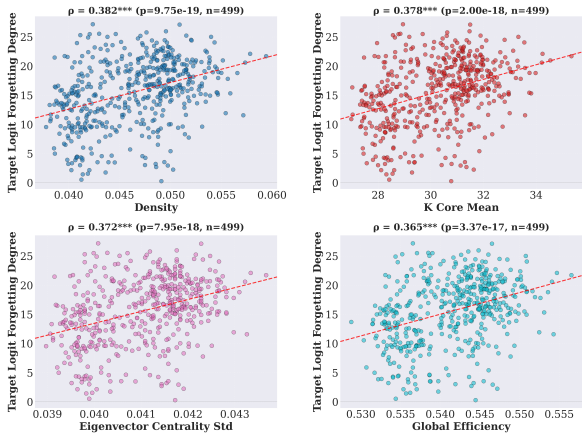 ρ = 0.382*** (p=9.75e-19, n=499)
Target Logit Forgetting Degree
25
20
15
10
5
0
0.040 0.045 0.050 0.055 0.060
Density
ρ = 0.378*** (p=2.00e-18, n=499)
Target Logit Forgetting Degree
25
20
15
10
5
0
28 30 32 34
K Core Mean
ρ = 0.372*** (p=7.95e-18, n=499)
Target Logit Forgetting Degree
25
20
15
10
5
0
0.039 0.040 0.041 0.042 0.043
Eigenvector Centrality Std
ρ = 0.365*** (p=3.37e-17, n=499)
Target Logit Forgetting Degree
25
20
15
10
5
0
0.530 0.535 0.540 0.545 0.550 0.555
Global Efficiency